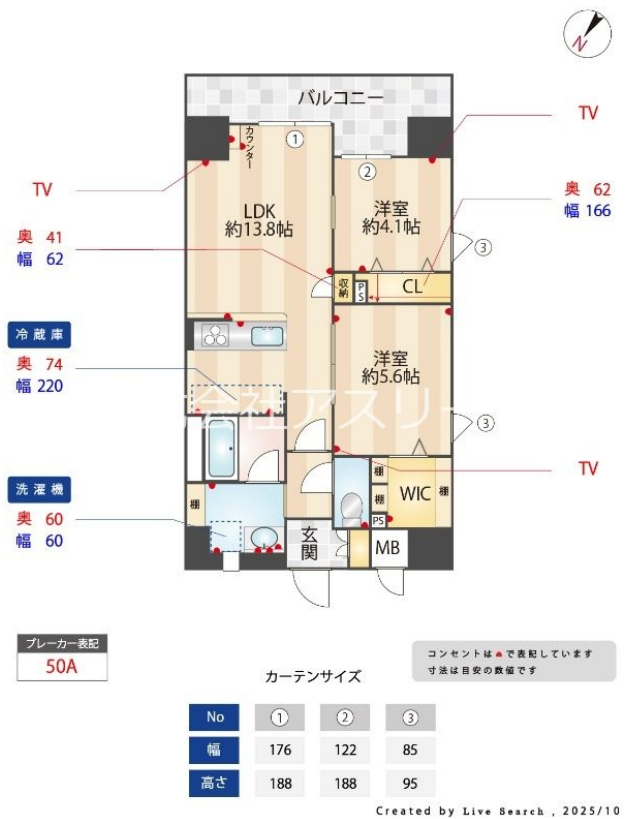 N
バルコニー
カウンター
①
②
TV
TV
奥 62
幅 166
LDK
約13.8帖
洋室
約4.1帖
③
奥 41
幅 62
収納
PS
CL
冷蔵庫
奥 74
幅 220
洋室
約5.6帖
会社アスリー
③
TV
洗濯機
奥 60
幅 60
棚
棚
棚
WIC
棚
PS
玄関
MB
ブレーカー表記
50A
コンセントはで表記しています
寸法は目安の数値です
カーテンサイズ
No ① ② ③
幅 176 122 85
高さ 188 188 95
Created by Live Search , 2025/10